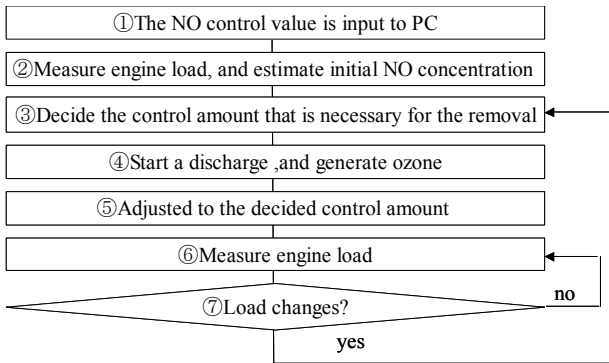 ①The NO control value is input to PC
②Measure engine load, and estimate initial NO concentration
③Decide the control amount that is necessary for the removal
④Start a discharge ,and generate ozone
⑤Adjusted to the decided control amount
⑥Measure engine load
⑦Load changes?
no
yes